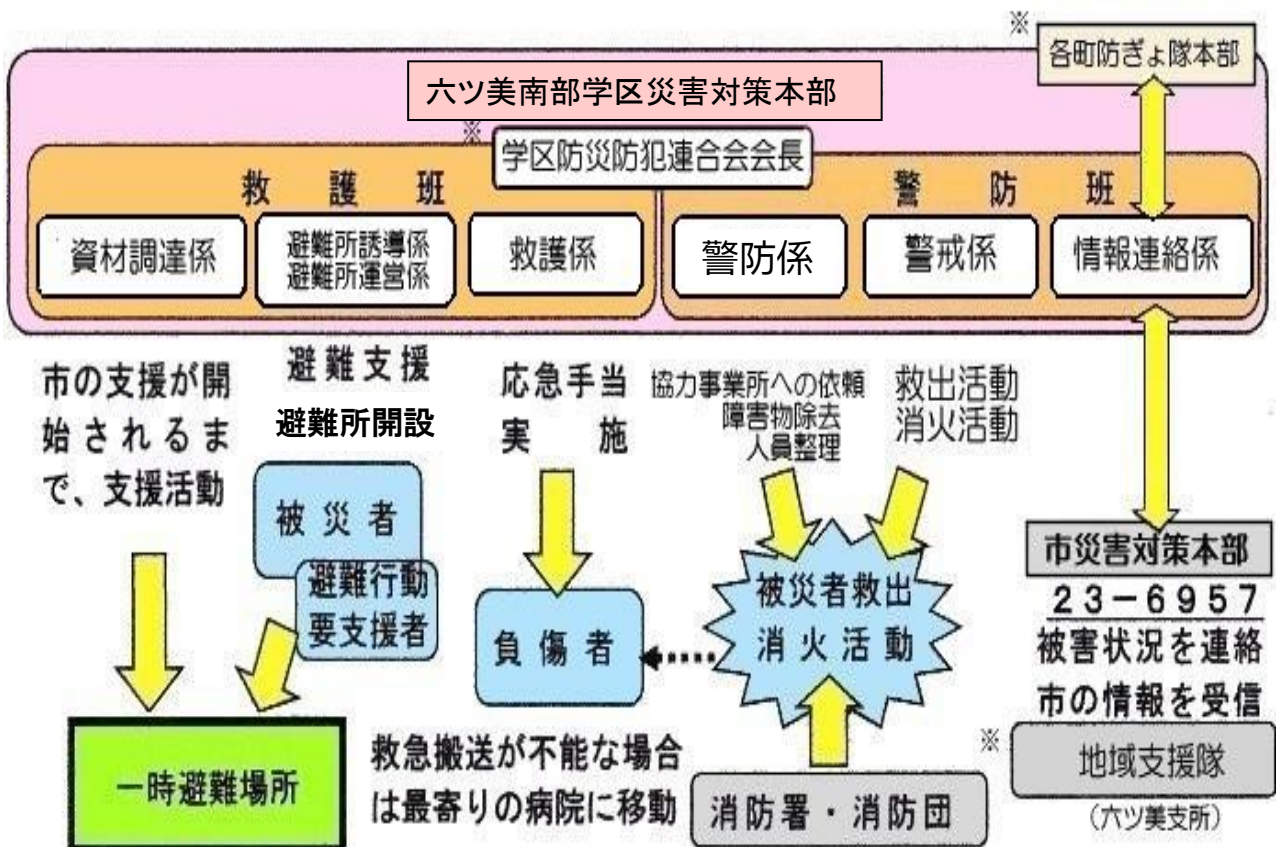 ※
各町防ぎょ隊本部
六ツ美南部学区災害対策本部
※
学区防災防犯連合会会長
救護班
警防班
資材調達係
避難所誘導係
避難所運営係
救護係
警防係
警戒係
情報連絡係
市の支援が開
始されるま
で、支援活動
避難支援
避難所開設
応急手当
実施
協力事業所への依頼
障害物除去
人員整理
救出活動
消火活動
被災者
避難行動
要支援者
負傷者
被災者救出
消火活動
市災害対策本部
23-6957
被害状況を連絡
市の情報を受信
一時避難場所
救急搬送が不能な場合
は最寄りの病院に移動
消防署・消防団
※
地域支援隊
(六ツ美支所)